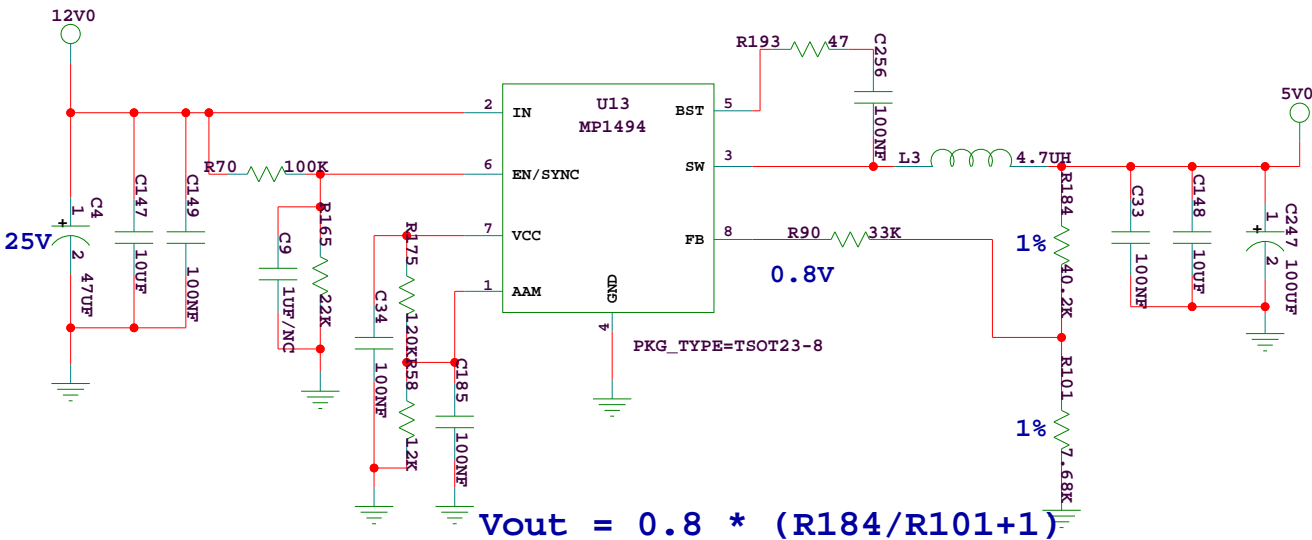 12V0
R193
47
C256
100NF
5V0
U13
MP1494
2
IN
BST
5
R70
100K
6
EN/SYNC
SW
3
L3
4.7UH
C4
1
+
25V
2
47UF
C147
10UF
C149
100NF
C9
1UF/NC
R165
22K
7
VCC
FB
8
R90
33K
0.8V
R175
120K
1
AAM
GND
4
C34
100NF
R58
12K
C185
100NF
PKG_TYPE=TSOT23-8
R184
1%
40.2K
C33
100NF
C148
10UF
C247
1
+
2
100UF
R101
1%
7.68K
Vout = 0.8 * (R184/R101+1)